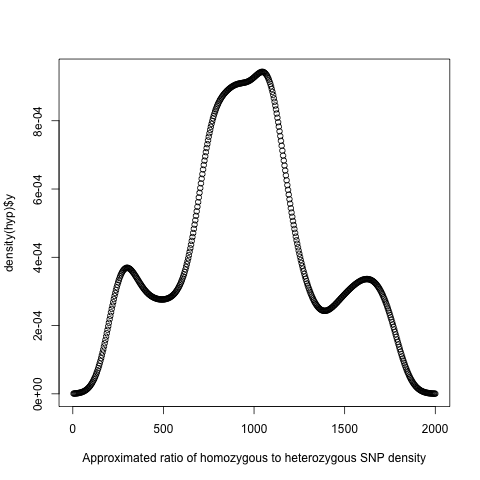 density(hyp)$y
8e-04
6e-04
4e-04
2e-04
0e+00
0 500 1000 1500 2000
Approximated ratio of homozygous to heterozygous SNP density